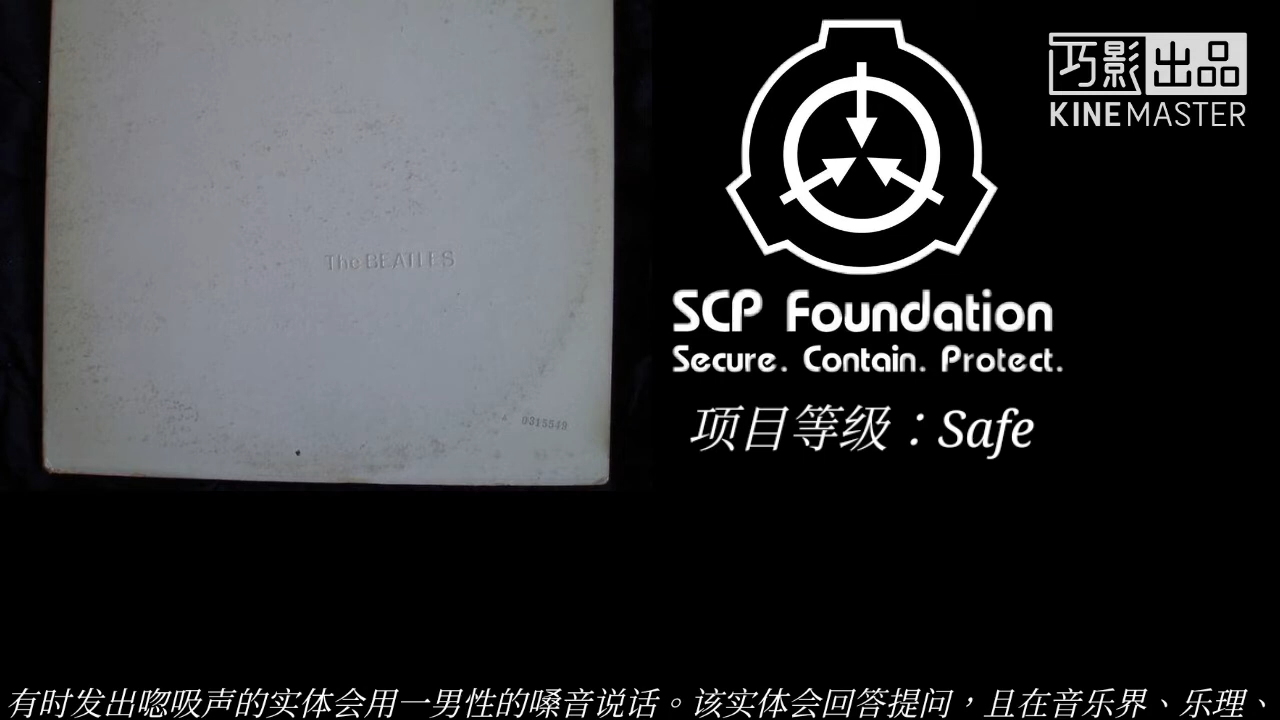 The BEATLES
0315549
巧影出品
KINEMASTER
SCP Foundation
Secure. Contain. Protect.
项目等级：Safe
有时发出唿吸声的实体会用一男性的嗓音说话。该实体会回答提问，且在音乐界、乐理、